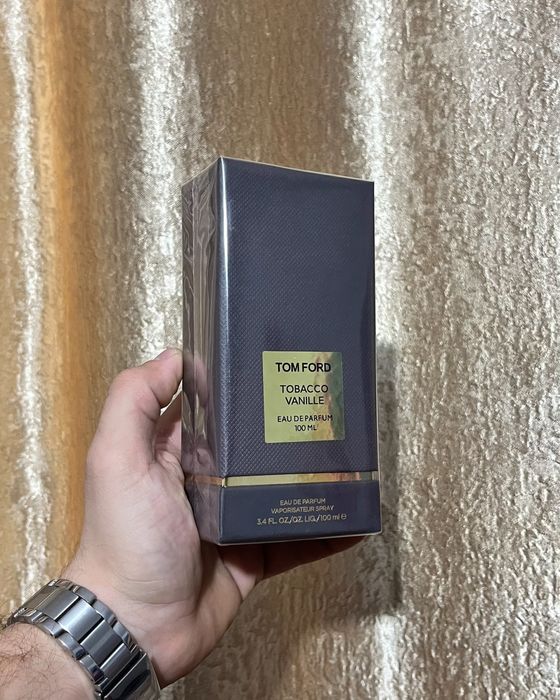 TOM FORD
TOBACCO
VANILLE
EAU DE PARFUM
100 ML
EAU DE PARFUM
VAPORISATEUR SPRAY
3.4 FL. OZ./OZ. LIQ./100 ml ℮